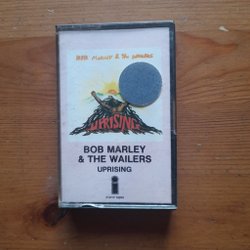 BOB MARLEY & THE WAILERS
UPRISING
BOB MARLEY
& THE WAILERS
UPRISING